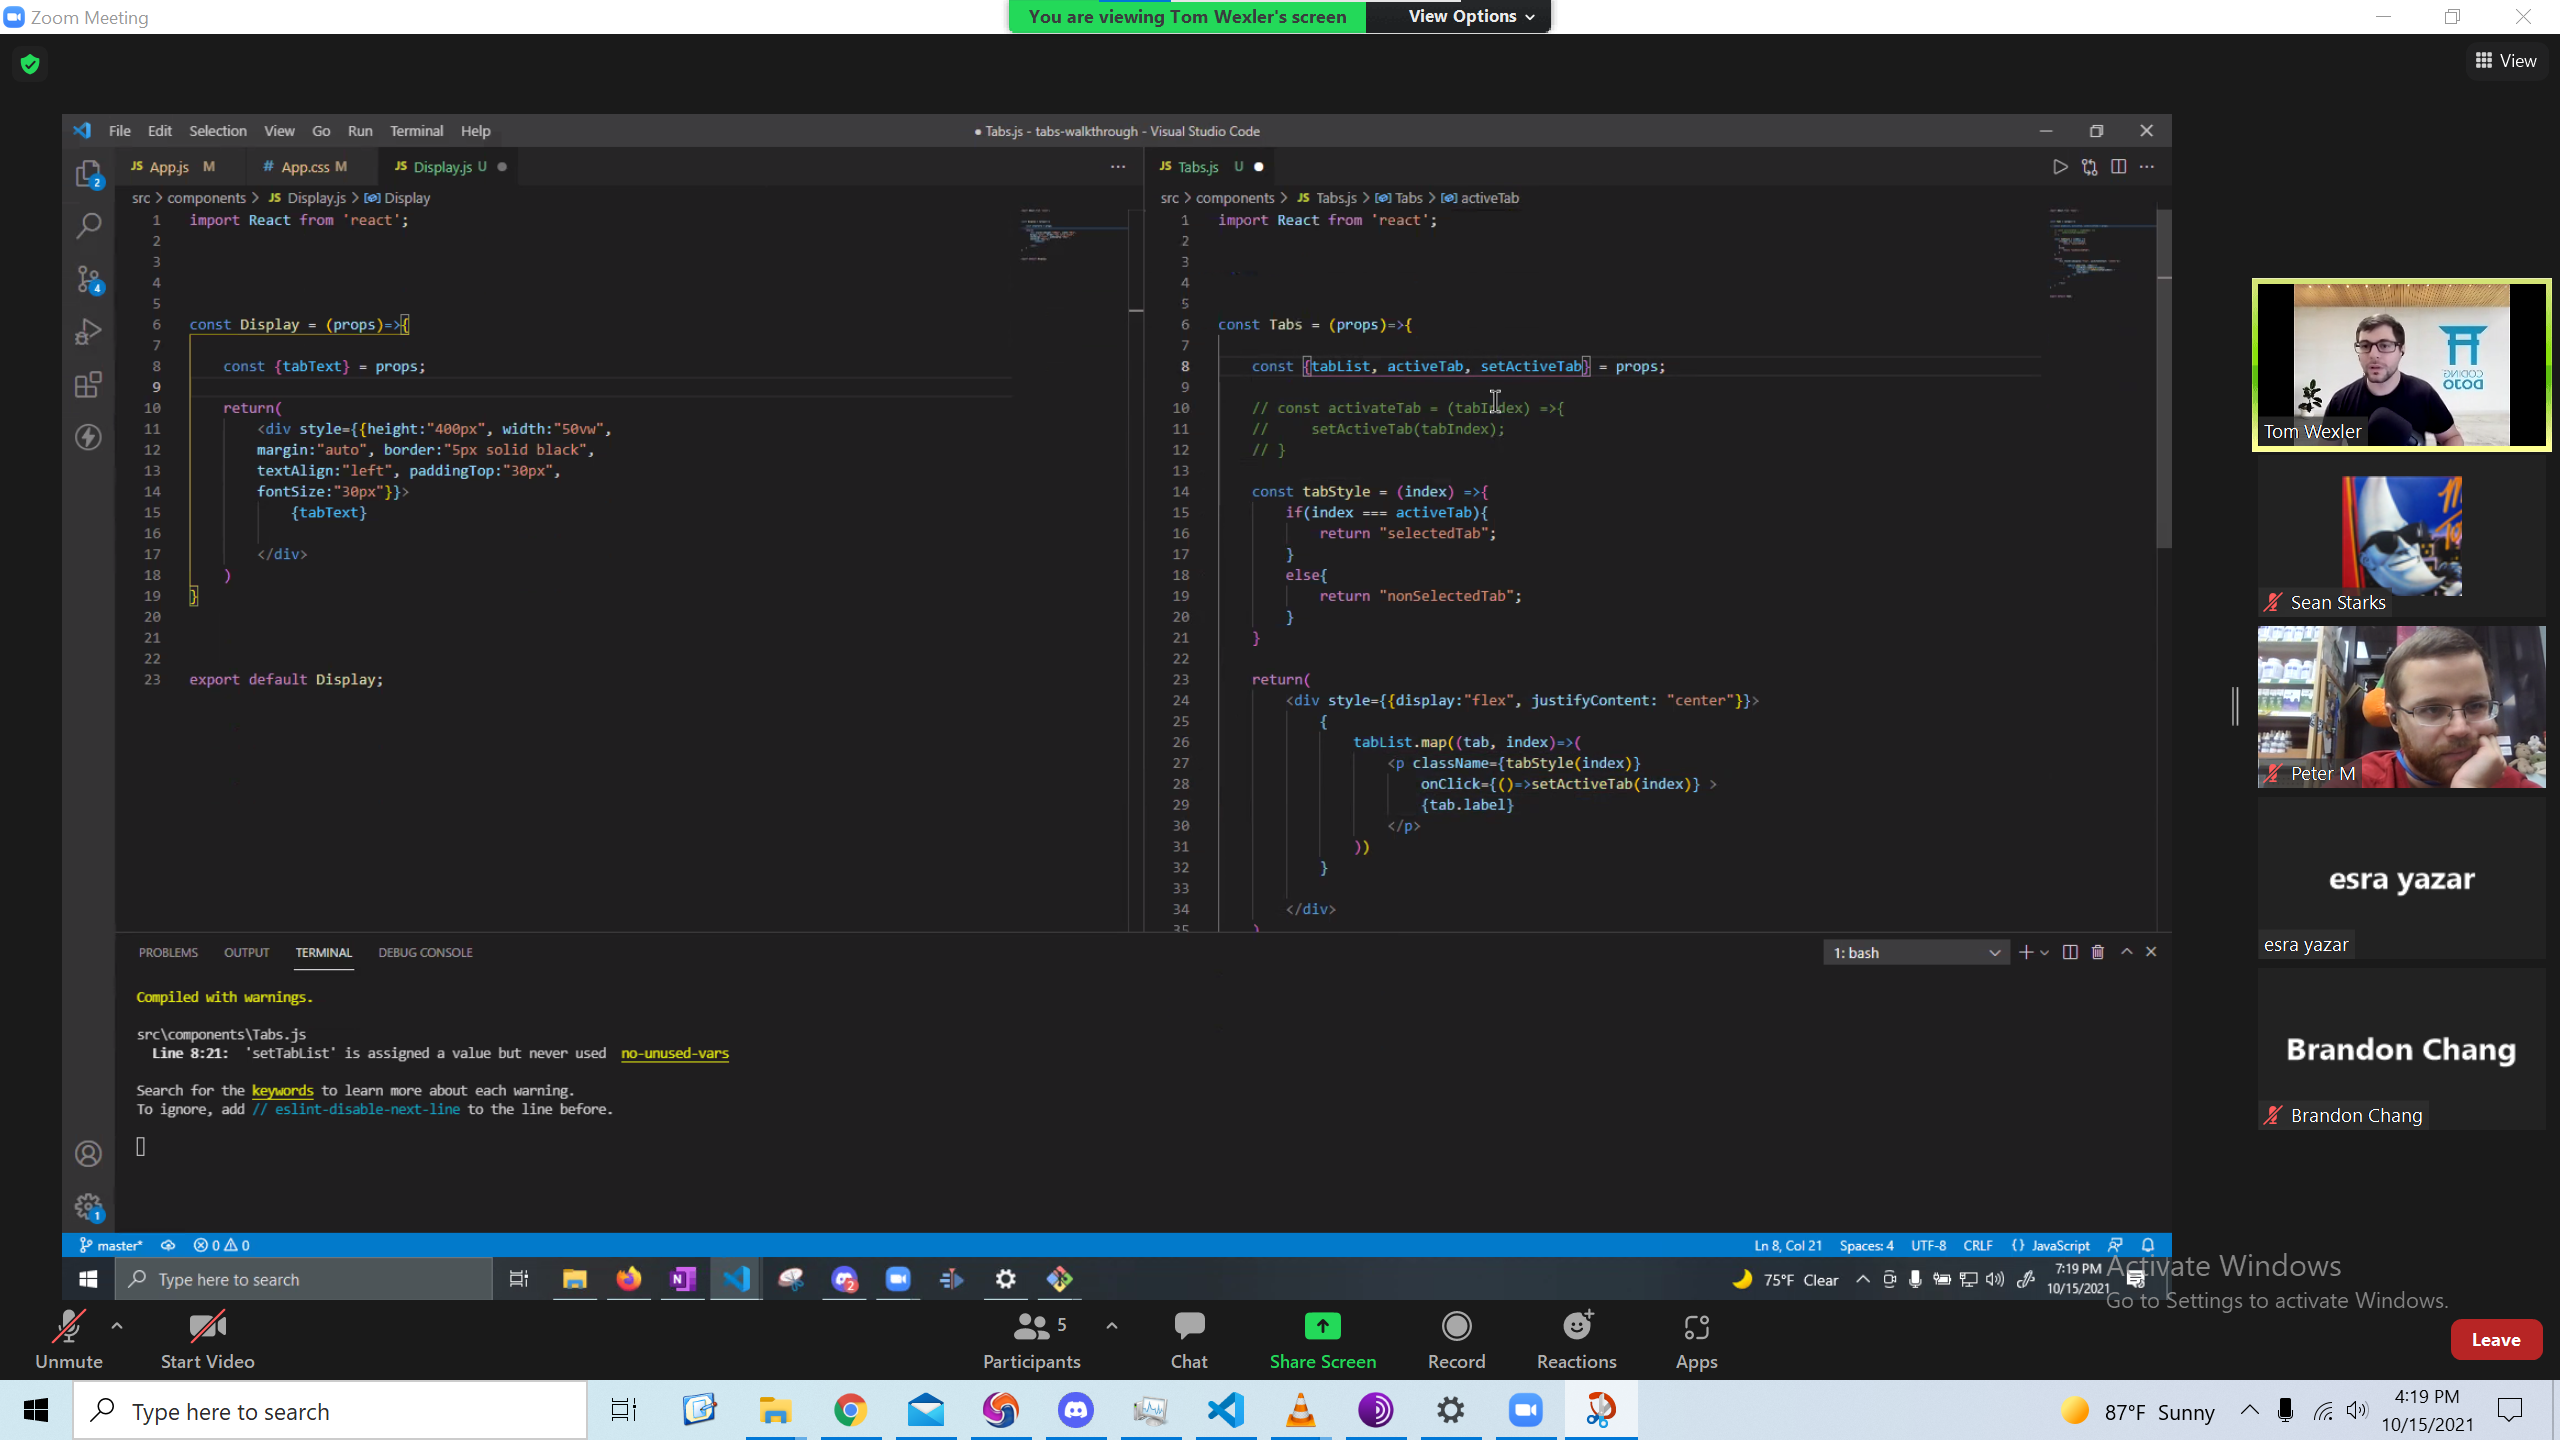 Zoom Meeting
You are viewing Tom Wexler's screen
View Options
View
File Edit Selection View Go Run Terminal Help
● Tabs.js - tabs-walkthrough - Visual Studio Code
JS App.js M # App.css M JS Display.js U ●
JS Tabs.js U ●
src > components > JS Display.js > Display
src > components > JS Tabs.js > Tabs > activeTab
1 import React from 'react';
2
3
4
5
6 const Display = (props)=>{
7
8 const {tabText} = props;
9
10 return(
11 <div style={{height:"400px", width:"50vw",
12 margin:"auto", border:"5px solid black",
13 textAlign:"left", paddingTop:"30px",
14 fontSize:"30px"}}>
15 {tabText}
16
17 </div>
18 )
19 }
20
21
22
23 export default Display;
1 import React from 'react';
2
3
4
5
6 const Tabs = (props)=>{
7
8 const {tabList, activeTab, setActiveTab} = props;
9
10 // const activateTab = (tabIndex) =>{
11 //     setActiveTab(tabIndex);
12 // }
13
14 const tabStyle = (index) =>{
15 if(index === activeTab){
16 return "selectedTab";
17 }
18 else{
19 return "nonSelectedTab";
20 }
21 }
22
23 return(
24 <div style={{display:"flex", justifyContent: "center"}}>
25 {
26 tabList.map((tab, index)=>(
27 <p className={tabStyle(index)}
28 onClick={()=>setActiveTab(index)} >
29 {tab.label}
30 </p>
31 ))
32 }
33
34 </div>
35 )
PROBLEMS OUTPUT TERMINAL DEBUG CONSOLE
1: bash
Compiled with warnings.
src\components\Tabs.js
Line 8:21: 'setTabList' is assigned a value but never used no-unused-vars
Search for the keywords to learn more about each warning.
To ignore, add // eslint-disable-next-line to the line before.
2
4
1
master* 0 0
Ln 8, Col 21 Spaces: 4 UTF-8 CRLF {} JavaScript
Type here to search
N
2
75°F Clear
7:19 PM
10/15/2021
CODING
DOJO
Tom Wexler
Sean Starks
Peter M
esra yazar
esra yazar
Brandon Chang
Brandon Chang
Activate Windows
Go to Settings to activate Windows.
Unmute
Start Video
5
Participants
Chat
Share Screen
Record
Reactions
Apps
Leave
Type here to search
87°F Sunny
4:19 PM
10/15/2021